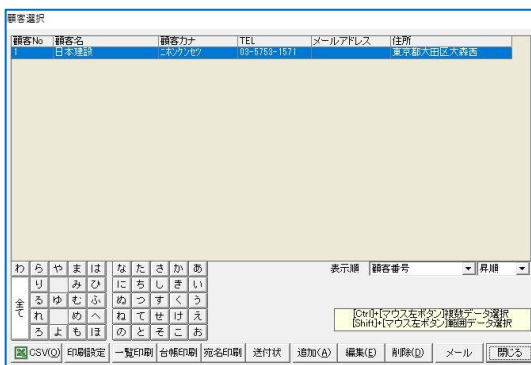 顧客選択
顧客No 顧客名 顧客カナ TEL メールアドレス 住所
1 日本建設 ニホンケンセツ 03-5753-1571 東京都大田区大森西
わ ら や ま は な た さ か あ 表示順 顧客番号 昇順
り み ひ に ち し き い
全て る ゆ む ふ ぬ つ す く う
れ め へ ね て せ け え
ろ よ も ほ の と そ こ お
[Ctrl]+[マウス左ボタン]複数データ選択
[Shift]+[マウス左ボタン]範囲データ選択
CSV(O) 印刷設定 一覧印刷 台帳印刷 宛名印刷 送付状 追加(A) 編集(E) 削除(D) メール 閉じる